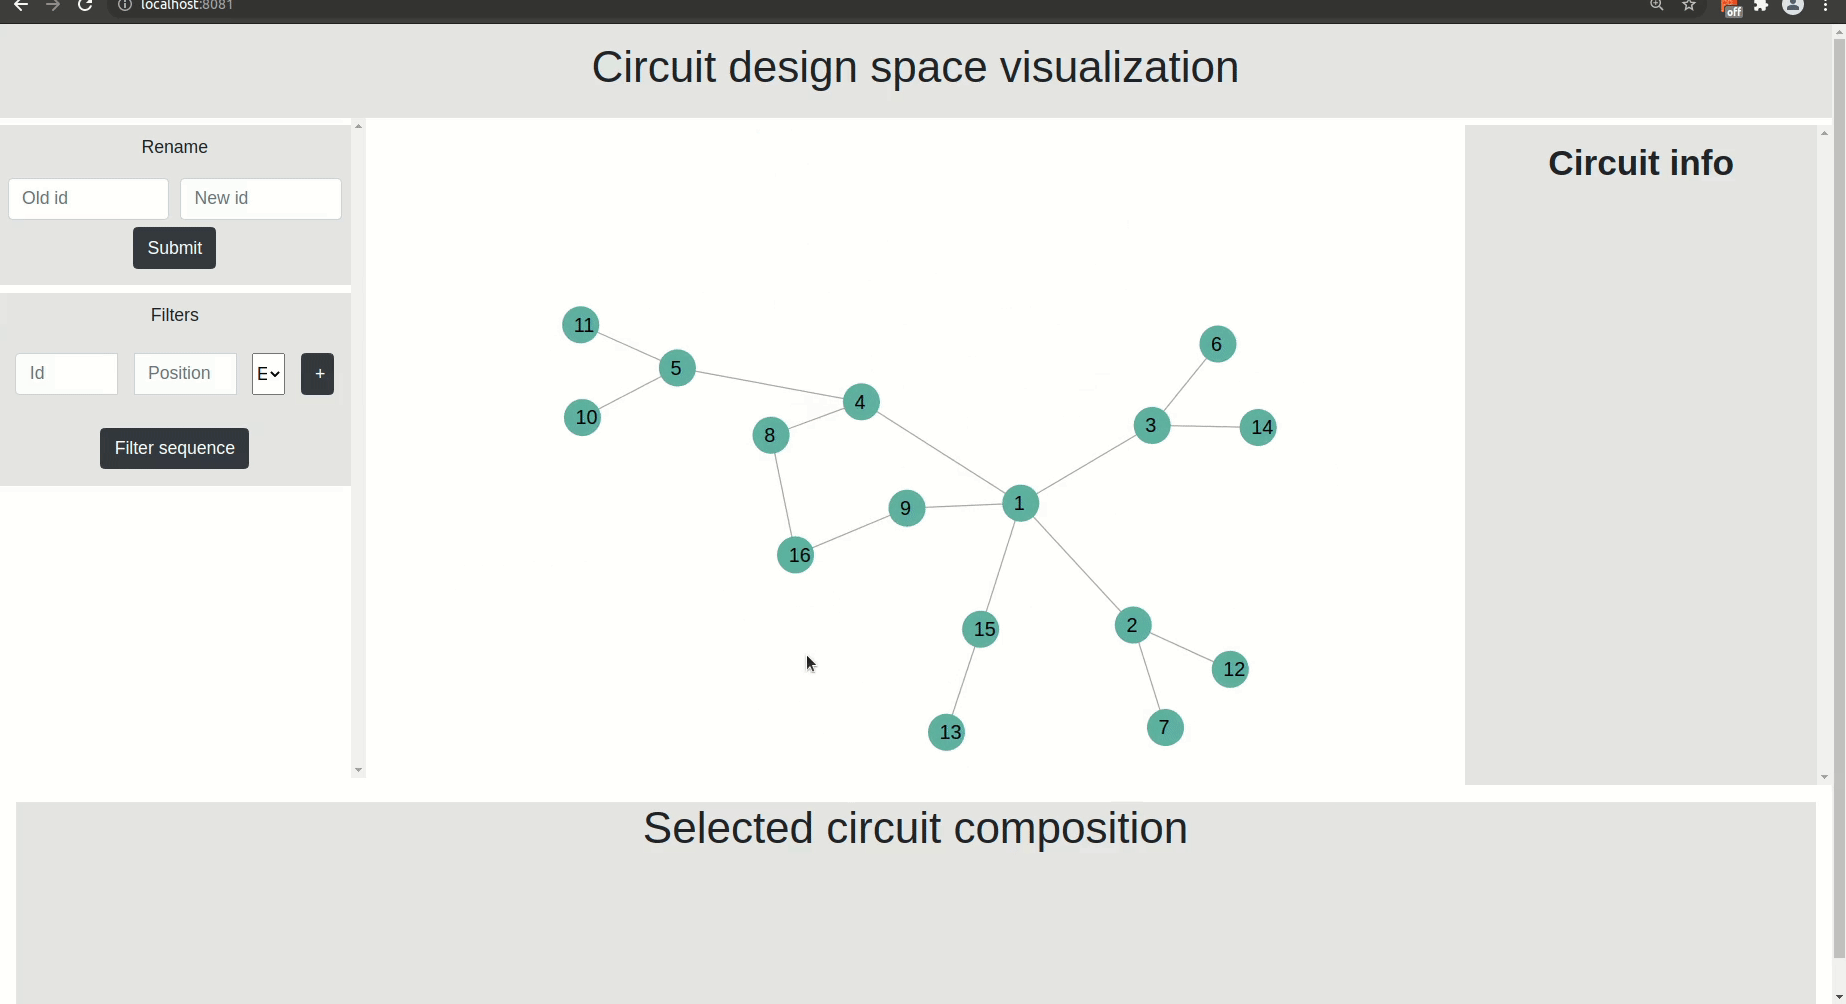 localhost:8081
off
Circuit design space visualization
Rename
Old id
New id
Submit
Filters
Id
Position
E
+
Filter sequence
11
5
10
4
8
9
16
1
3
6
14
15
13
2
12
7
Circuit info
Selected circuit composition